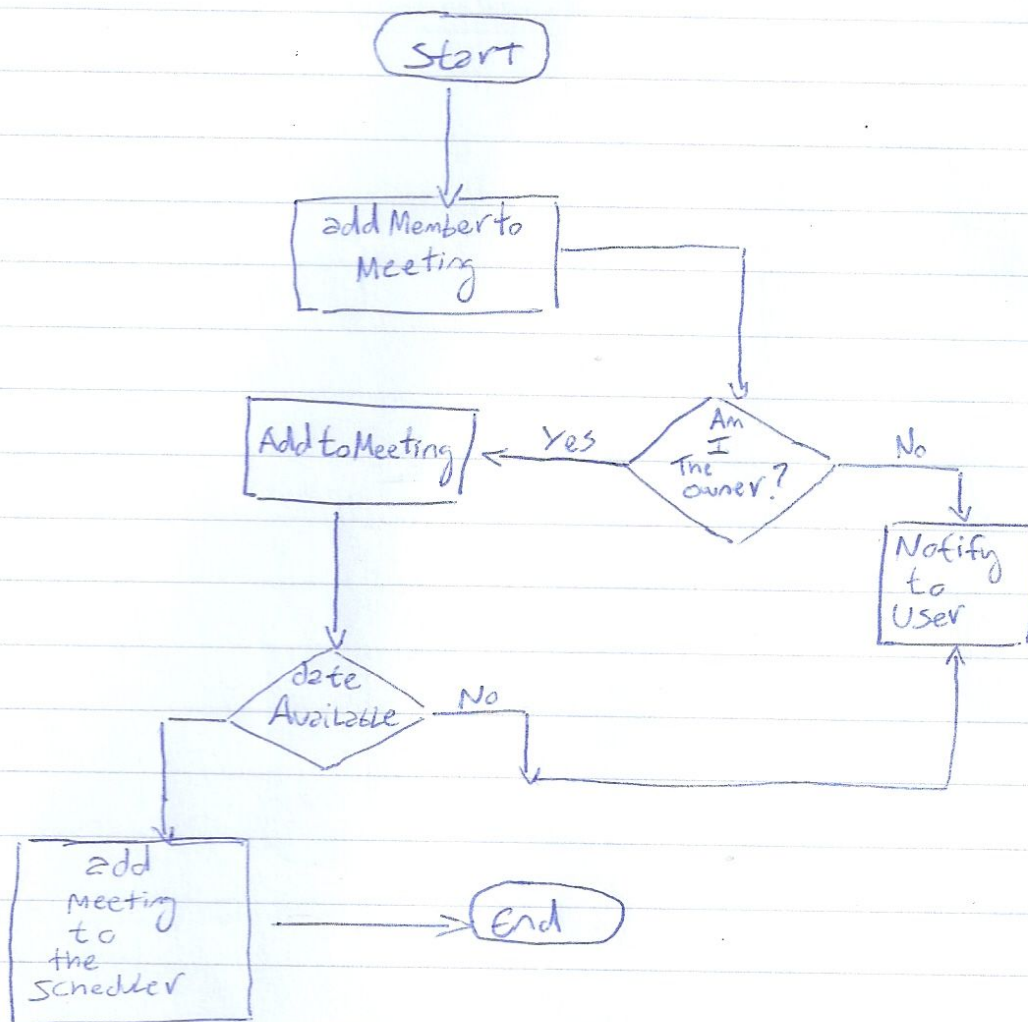 Start
add Member to
Meeting
Am
I
The
owner?
Yes
No
Add to Meeting
Notify
to
User
date
Available
No
add
Meeting
to
the
Scheduler
End